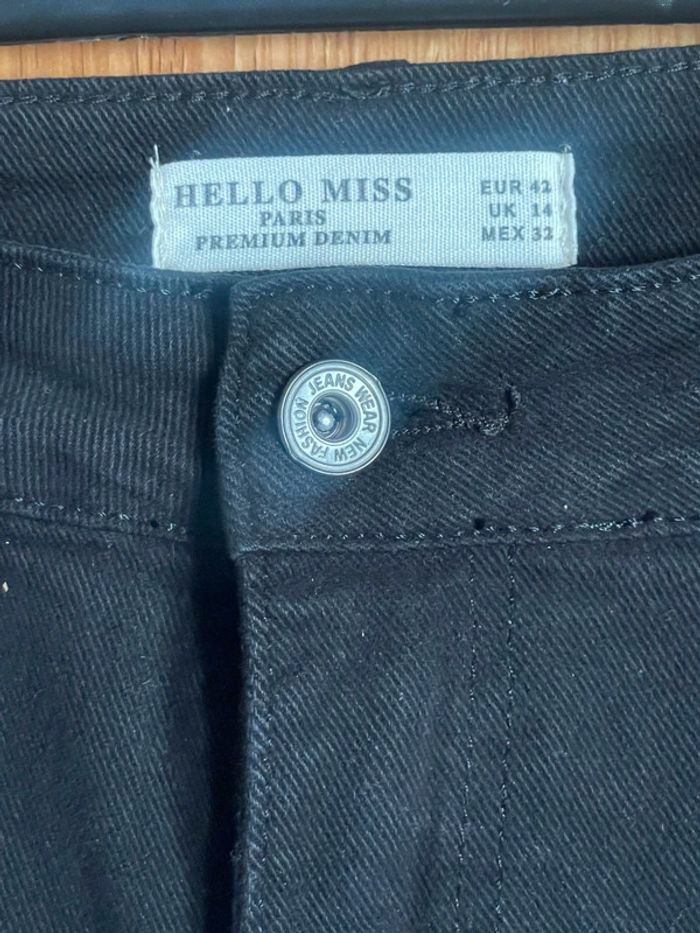 HELLO MISS
PARIS
PREMIUM DENIM
EUR 42
UK 14
MEX 32
JEANS WEAR NEW FASHION